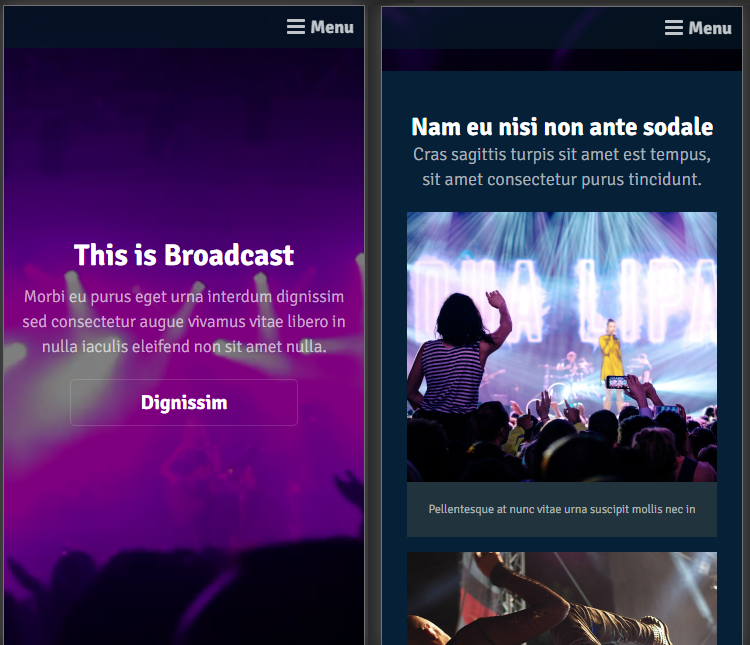 Menu
This is Broadcast
Morbi eu purus eget urna interdum dignissim
sed consectetur augue vivamus vitae libero in
nulla iaculis eleifend non sit amet nulla.
Dignissim
Menu
Nam eu nisi non ante sodale
Cras sagittis turpis sit amet est tempus,
sit amet consectetur purus tincidunt.
DUA LIPA
Pellentesque at nunc vitae urna suscipit mollis nec in